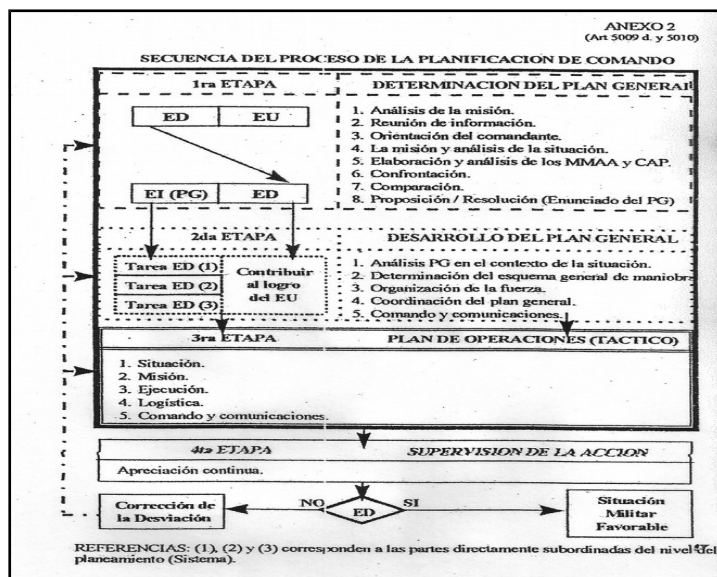 ANEXO 2
(Art 5009 d. y 5010)
SECUENCIA DEL PROCESO DE LA PLANIFICACION DE COMANDO
1ra ETAPA
DETERMINACION DEL PLAN GENERAL
ED
EU
EI (PG)
ED
1. Análisis de la misión.
2. Reunión de información.
3. Orientación del comandante.
4. La misión y análisis de la situación.
5. Elaboración y análisis de los MMAA y CAP.
6. Confrontación.
7. Comparación.
8. Proposición / Resolución (Enunciado del PG)
2da ETAPA
DESARROLLO DEL PLAN GENERAL
Tarea ED (1)
Tarea ED (2)
Tarea ED (3)
Contribuir
al logro
del EU
1. Análisis PG en el contexto de la situación.
2. Determinación del esquema general de maniobra
3. Organización de la fuerza.
4. Coordinación del plan general.
5. Comando y comunicaciones.
3ra ETAPA
PLAN DE OPERACIONES (TACTICO)
1. Situación.
2. Misión.
3. Ejecución.
4. Logística.
5. Comando y comunicaciones.
4ta ETAPA
SUPERVISION DE LA ACCION
Apreciación continua.
Corrección de
la Desviación
NO
ED
SI
Situación
Militar
Favorable
REFERENCIAS: (1), (2) y (3) corresponden a las partes directamente subordinadas del nivel del
planeamiento (Sistema).